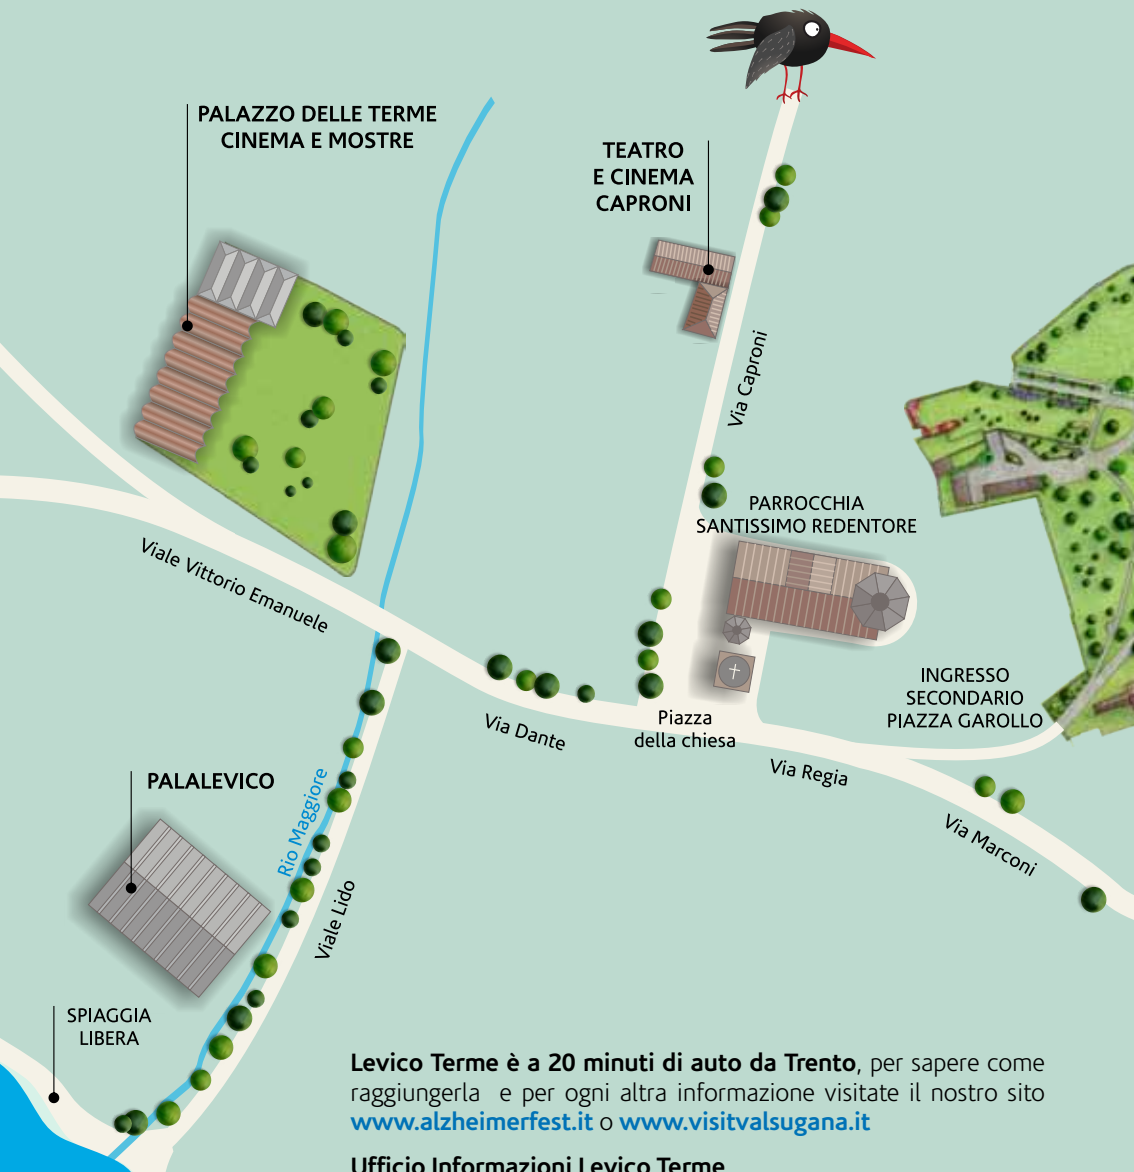 PALAZZO DELLE TERME
CINEMA E MOSTRE
TEATRO
E CINEMA
CAPRONI
Via Caproni
PARROCCHIA
SANTISSIMO REDENTORE
Viale Vittorio Emanuele
INGRESSO
SECONDARIO
PIAZZA GAROLLO
Via Dante
Piazza
della chiesa
Via Regia
PALALEVICO
Rio Maggiore
Via Marconi
Viale Lido
SPIAGGIA
LIBERA
Levico Terme è a 20 minuti di auto da Trento, per sapere come
raggiungerla e per ogni altra informazione visitate il nostro sito
www.alzheimerfest.it o www.visitvalsugana.it
Ufficio Informazioni Levico Terme